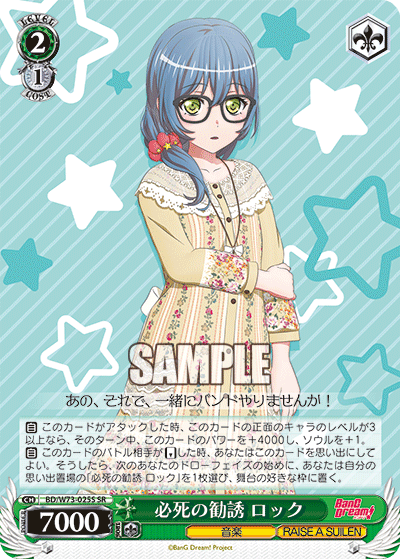 LEVEL
2
1
COST
SAMPLE
あの、それで、一緒にバンドやりませんか！
自 このカードがアタックした時、このカードの正面のキャラのレベルが３
以上なら、そのターン中、このカードのパワーを＋4000し、ソウルを＋1。
自 このカードのバトル相手が【】した時、あなたはこのカードを思い出にしてよ
い。そうしたら、次のあなたのドローフェイズの始めに、あなたは自分の
思い出置場の「必死の勧誘 ロック」を1枚選び、舞台の好きな枠に置く。
CH BD/W73-025S SR
7000
必死の勧誘 ロック
音楽
RAISE A SUILEN
BanG Dream!
©BanG Dream! Project